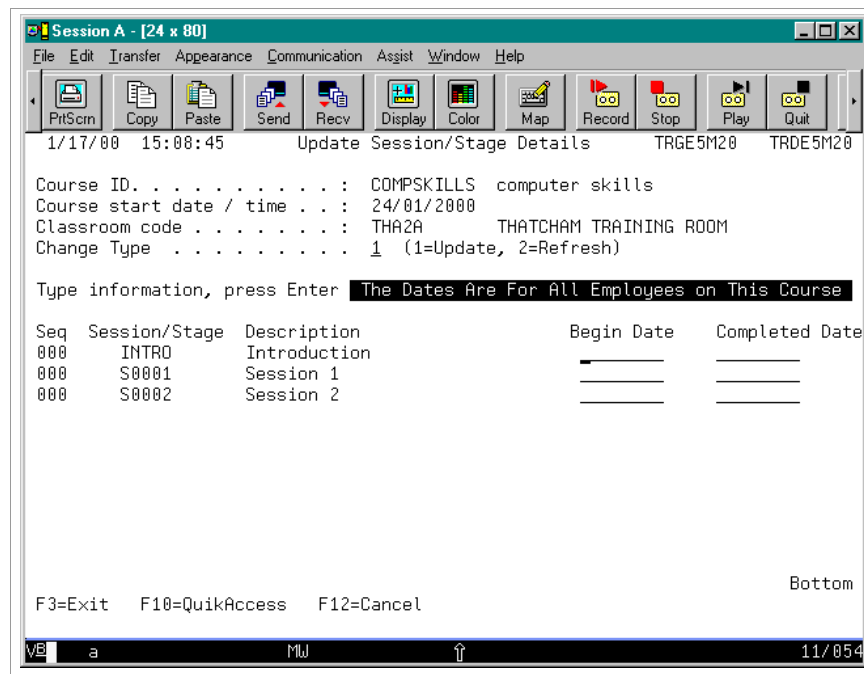 Session A - [24 x 80]
File Edit Transfer Appearance Communication Assist Window Help
PrtScrn Copy Paste Send Recv Display Color Map Record Stop Play Quit
1/17/00 15:08:45 Update Session/Stage Details TRGE5M20 TRDE5M20
Course ID. . . . . . . . . . . : COMPSKILLS computer skills
Course start date / time . . : 24/01/2000
Classroom code . . . . . . . : THA2A THATCHAM TRAINING ROOM
Change Type . . . . . . . . . 1 (1=Update, 2=Refresh)
Type information, press Enter The Dates Are For All Employees on This Course
Seq Session/Stage Description Begin Date Completed Date
000 INTRO Introduction
000 S0001 Session 1
000 S0002 Session 2
Bottom
F3=Exit F10=QuikAccess F12=Cancel
VB a MW 11/054